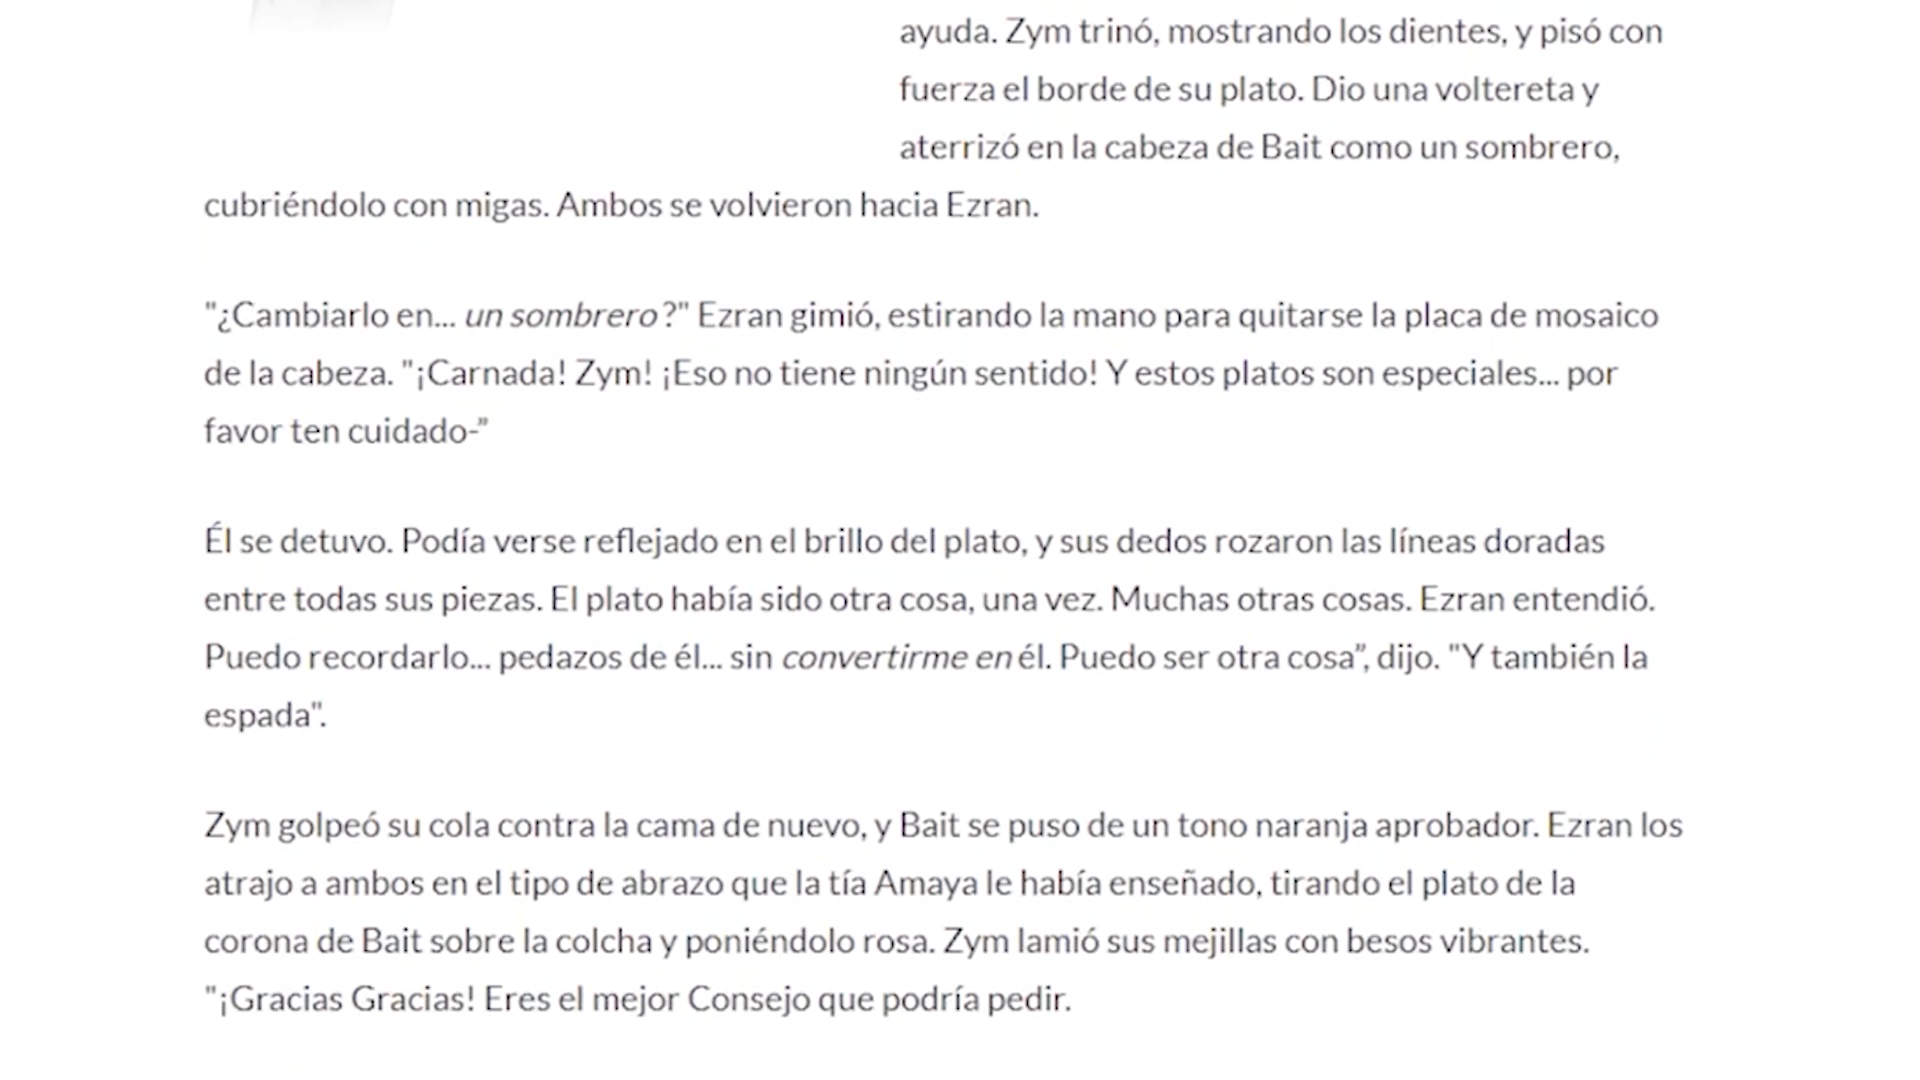 ayuda. Zym trinó, mostrando los dientes, y pisó con
fuerza el borde de su plato. Dio una voltereta y
aterrizó en la cabeza de Bait como un sombrero,
cubriéndolo con migas. Ambos se volvieron hacia Ezran.
"¿Cambiarlo en... un sombrero?" Ezran gimió, estirando la mano para quitarse la placa de mosaico
de la cabeza. "¡Carnada! Zym! ¡Eso no tiene ningún sentido! Y estos platos son especiales... por
favor ten cuidado-”
Él se detuvo. Podía verse reflejado en el brillo del plato, y sus dedos rozaron las líneas doradas
entre todas sus piezas. El plato había sido otra cosa, una vez. Muchas otras cosas. Ezran entendió.
Puedo recordarlo... pedazos de él... sin convertirme en él. Puedo ser otra cosa”, dijo. "Y también la
espada".
Zym golpeó su cola contra la cama de nuevo, y Bait se puso de un tono naranja aprobador. Ezran los
atrajo a ambos en el tipo de abrazo que la tía Amaya le había enseñado, tirando el plato de la
corona de Bait sobre la colcha y poniéndolo rosa. Zym lamió sus mejillas con besos vibrantes.
"¡Gracias Gracias! Eres el mejor Consejo que podría pedir.